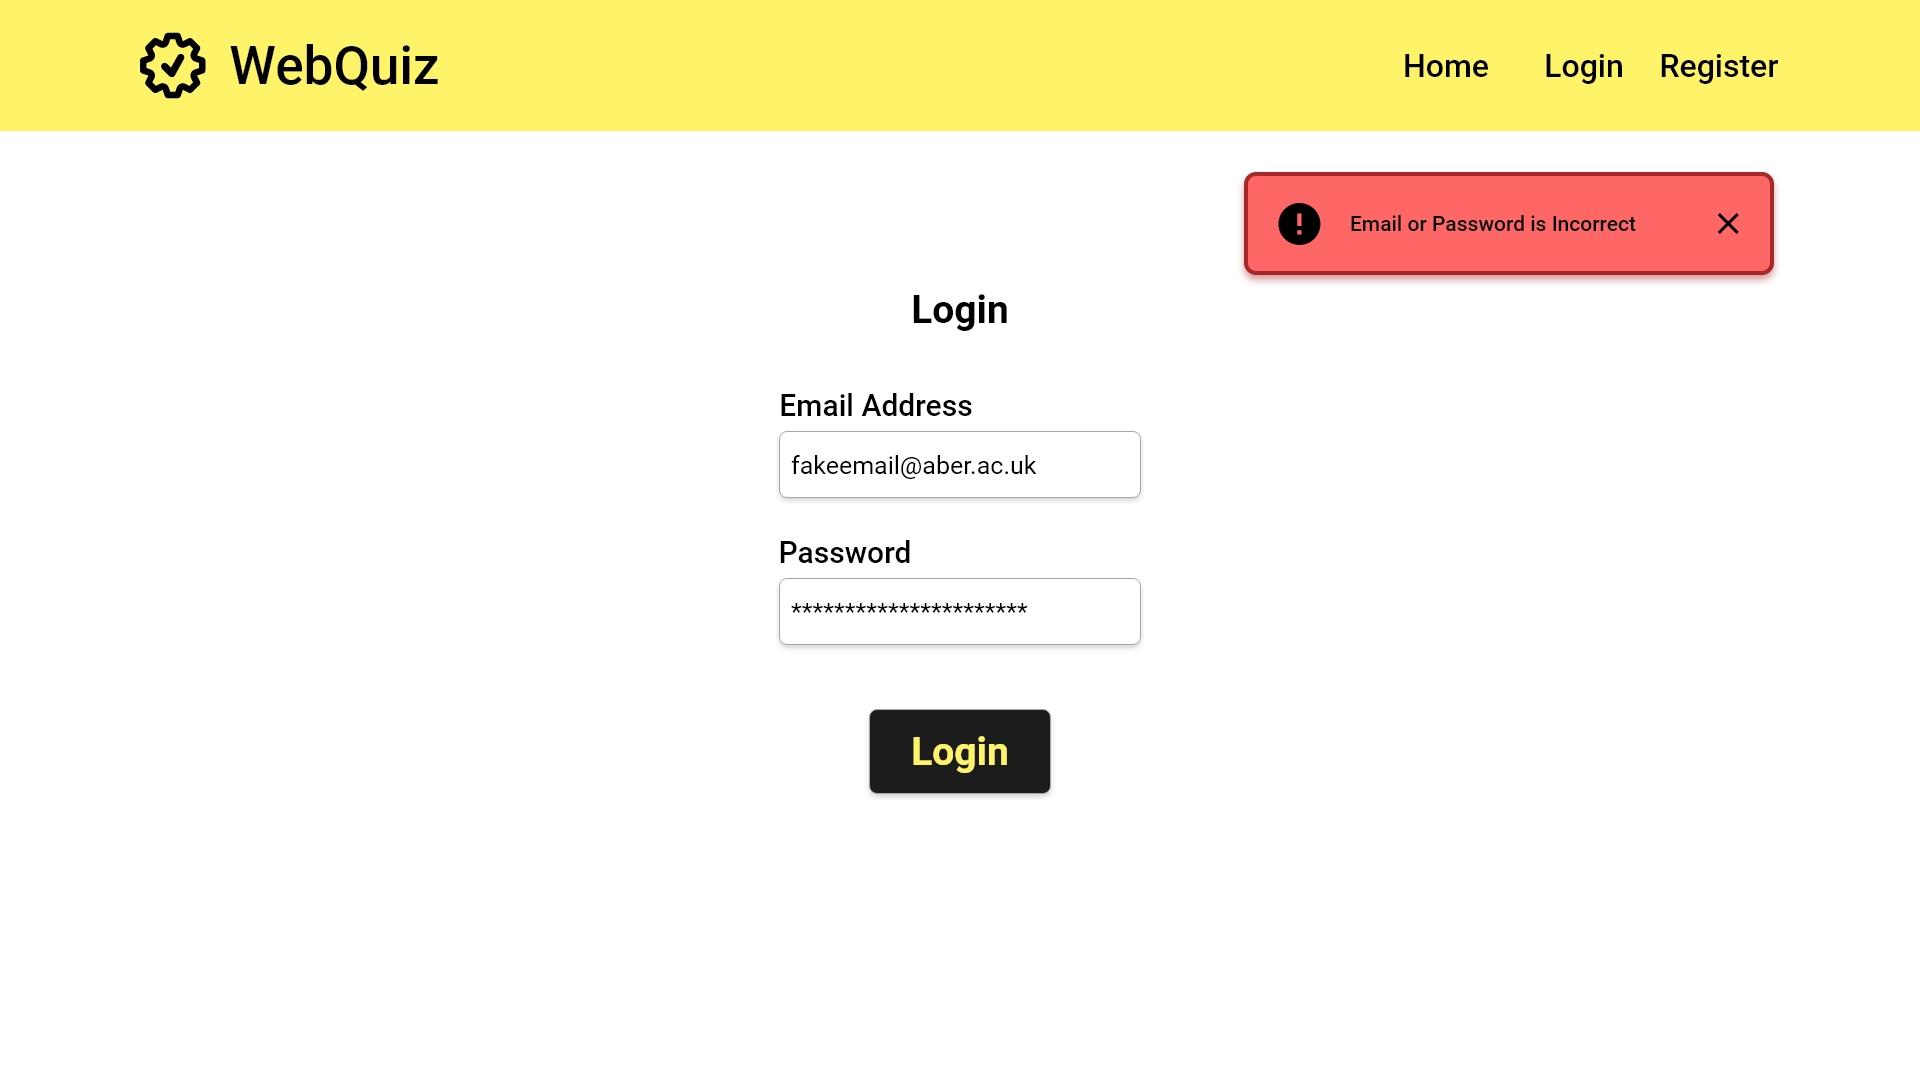 WebQuiz
Home Login Register
Email or Password is Incorrect
Login
Email Address
fakeemail@aber.ac.uk
Password
**********************
Login